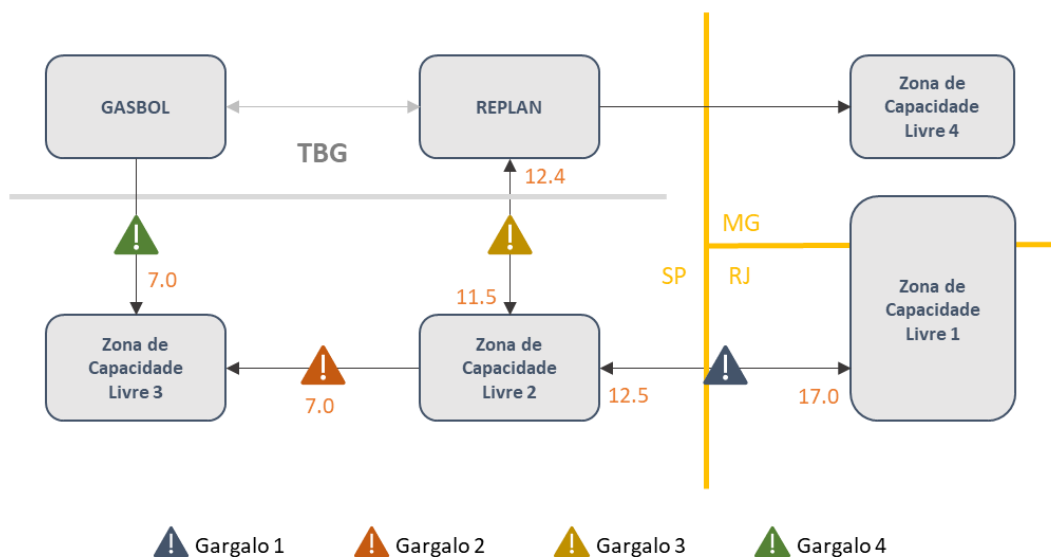 GASBOL
REPLAN
Zona de
Capacidade
Livre 4
TBG
12.4
MG
7.0
11.5
SP
RJ
Zona de
Capacidade
Livre 1
Zona de
Capacidade
Livre 3
7.0
Zona de
Capacidade
Livre 2
12.5
17.0
Gargalo 1
Gargalo 2
Gargalo 3
Gargalo 4